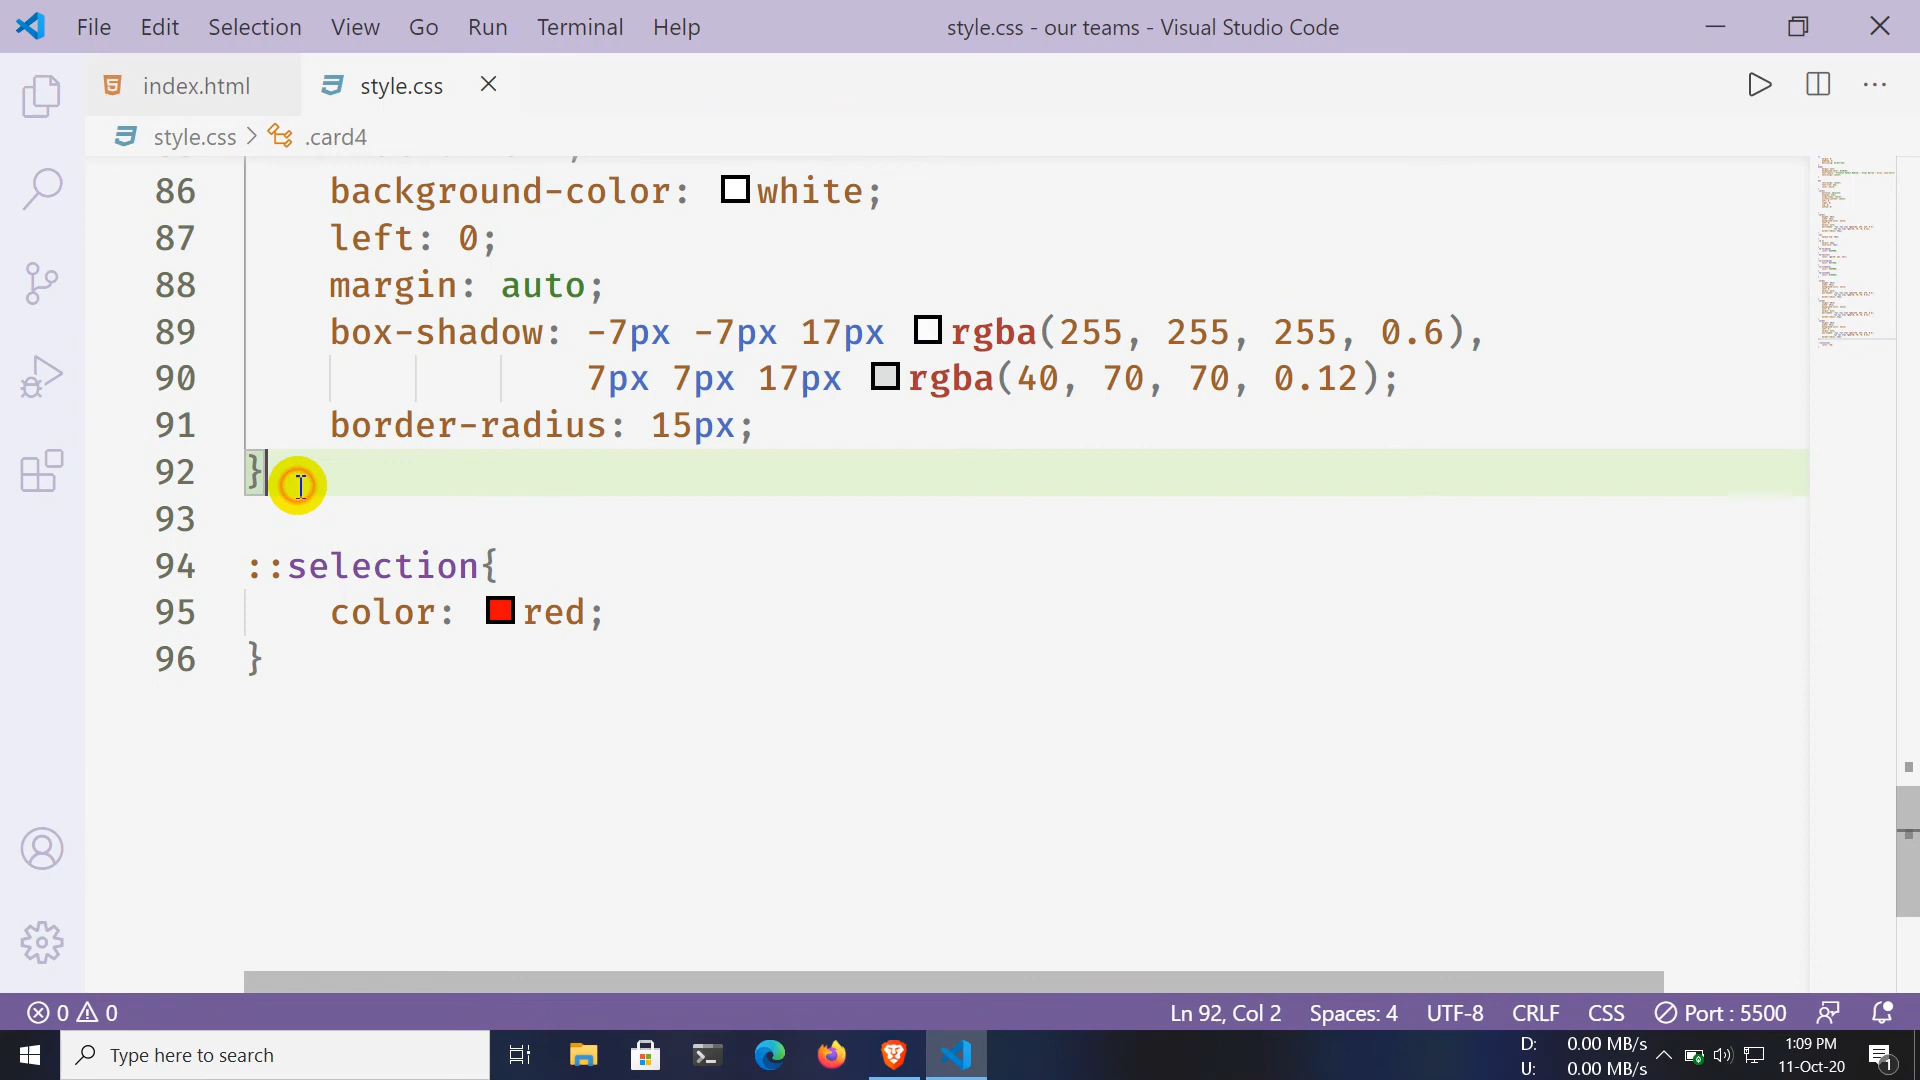 File Edit Selection View Go Run Terminal Help style.css - our teams - Visual Studio Code
index.html style.css
style.css > .card4
86 background-color: white;
87 left: 0;
88 margin: auto;
89 box-shadow: -7px -7px 17px rgba(255, 255, 255, 0.6),
90 7px 7px 17px rgba(40, 70, 70, 0.12);
91 border-radius: 15px;
92 }
93
94 ::selection{
95 color: red;
96 }
0 0 Ln 92, Col 2 Spaces: 4 UTF-8 CRLF CSS Port : 5500
Type here to search
D: 0.00 MB/s
U: 0.00 MB/s
1:09 PM
11-Oct-20
1